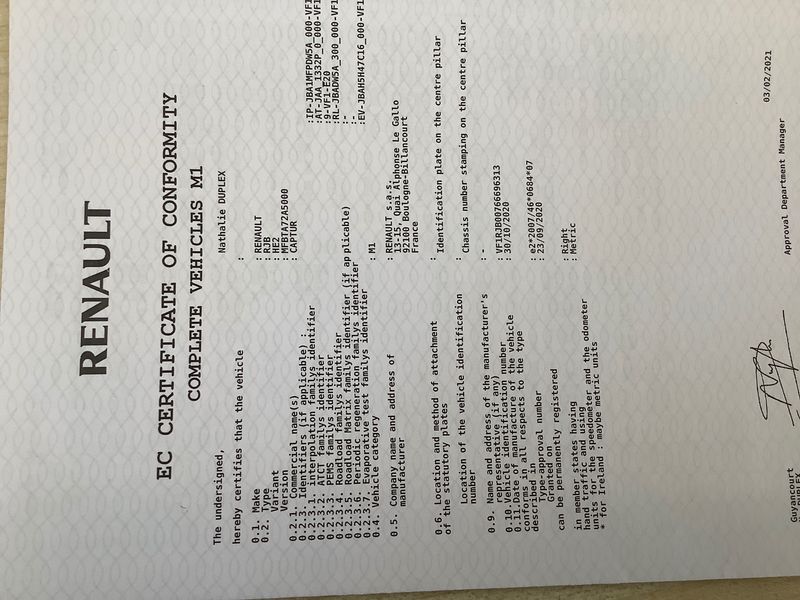 RENAULT
EC CERTIFICATE OF CONFORMITY
COMPLETE VEHICLES M1
The undersigned, Nathalie DUPLEX
hereby certifies that the vehicle :
0.1. Make : RENAULT
0.2. Type : RJB
Variant : HE2
Version : MFBTA72A5000
0.2.1. Commercial name(s) : CAPTUR
0.2.3. Identifiers (if applicable) :
0.2.3.1. interpolation familys identifier :IP-JBA1MFPDW5A_000-VF1
0.2.3.2. ATCT familys identifier :AT-JAA_1332P_0_000-VF1
0.2.3.3. PEMS familys identifier :9-VF1-E20
0.2.3.4. Roadload familys identifier :RL-JBADW5A_300_000-VF1
0.2.3.5. Roadload Matrix familys identifier (if ap plicable) :-
0.2.3.6. Periodic regeneration familys identifier :-
0.2.3.7. Evaporative test familys identifier :EV-JBAH5H47C16_000-VF1
0.4. Vehicle category : M1
0.5. Company name and address of : RENAULT s.a.s.
manufacturer 13-15, Quai Alphonse Le Gallo
92100 Boulogne-Billancourt
France
0.6. Location and method of attachment : Identification plate on the centre pillar
of the statutory plates
Location of the vehicle identification : Chassis number stamping on the centre pillar
number
0.9. Name and address of the manufacturer's : -
representative (if any)
0.10. Vehicle identification number : VF1RJB00766696313
0.11.Date of manufacture of the vehicle : 30/10/2020
conforms in all respects to the type
described in
Type-approval number : e2*2007/46*0684*07
Granted on : 23/09/2020
can be permanently registered
in member states having : Right
hand traffic and using : Metric
units for the speedometer and the odometer
* for Ireland : maybe metric units
Guyancourt Approval Department Manager 03/02/2021